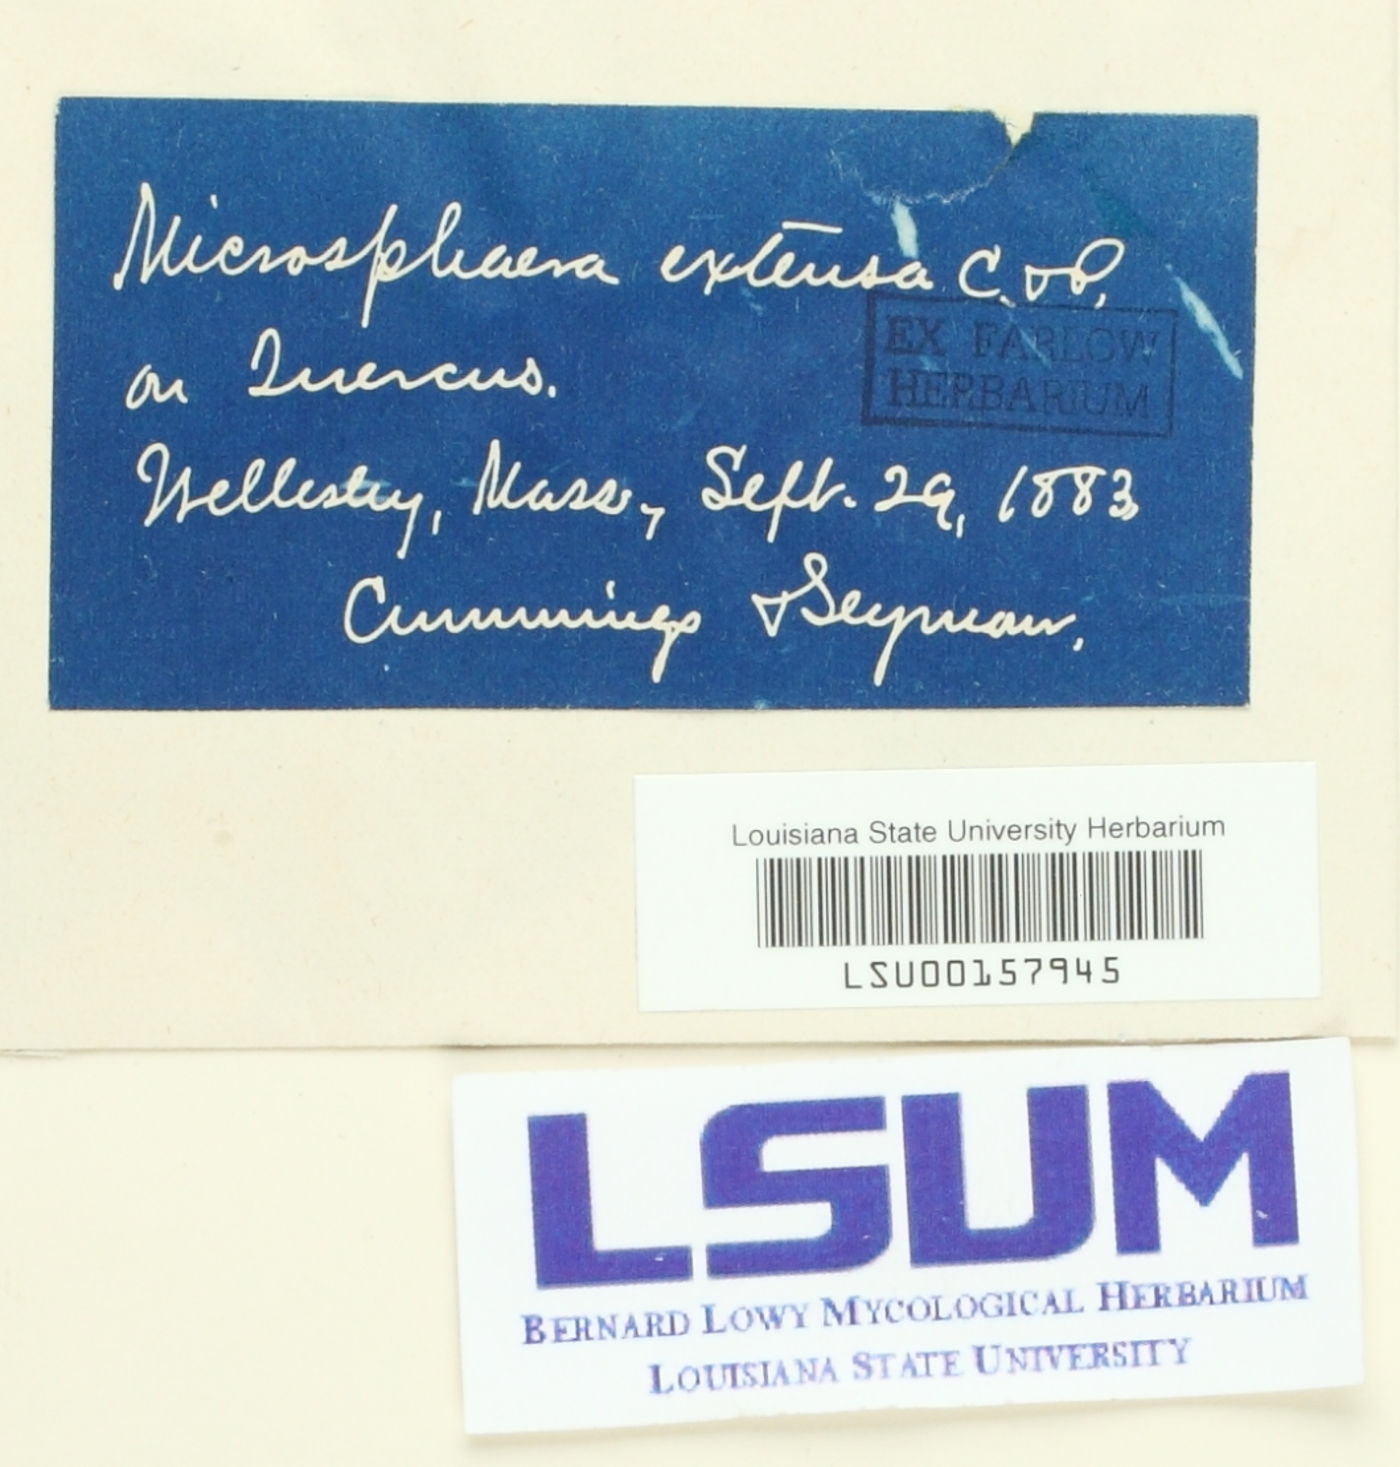 Microsphaera extensa C. & P.
EX FARLOW
HERBARIUM
on Quercus.
Wellesley, Mass., Sept. 29, 1883
Cummings & Seymour.
Louisiana State University Herbarium
LSU00157945
LSUM
BERNARD LOWY MYCOLOGICAL HERBARIUM
LOUISIANA STATE UNIVERSITY